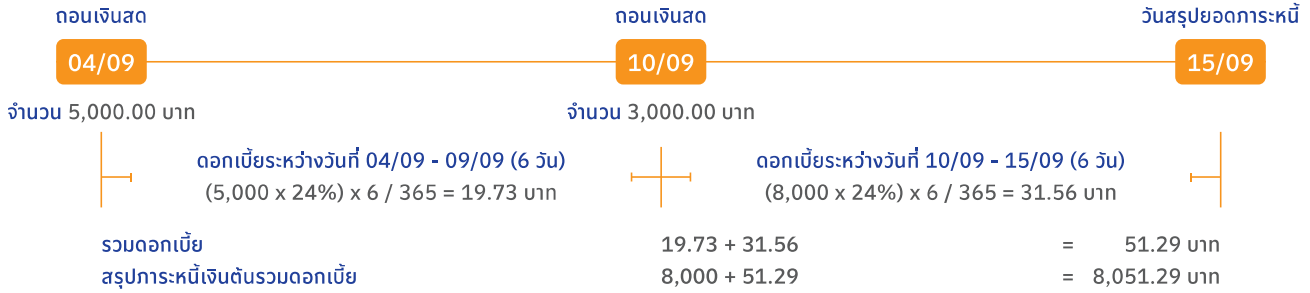 ถอนเงินสด ถอนเงินสด วันสรุปยอดภาระหนี้
04/09 10/09 15/09
จำนวน 5,000.00 บาท จำนวน 3,000.00 บาท
ดอกเบี้ยระหว่างวันที่ 04/09 - 09/09 (6 วัน) ดอกเบี้ยระหว่างวันที่ 10/09 - 15/09 (6 วัน)
(5,000 x 24%) x 6 / 365 = 19.73 บาท (8,000 x 24%) x 6 / 365 = 31.56 บาท
รวมดอกเบี้ย 19.73 + 31.56 = 51.29 บาท
สรุปภาระหนี้เงินต้นรวมดอกเบี้ย 8,000 + 51.29 = 8,051.29 บาท